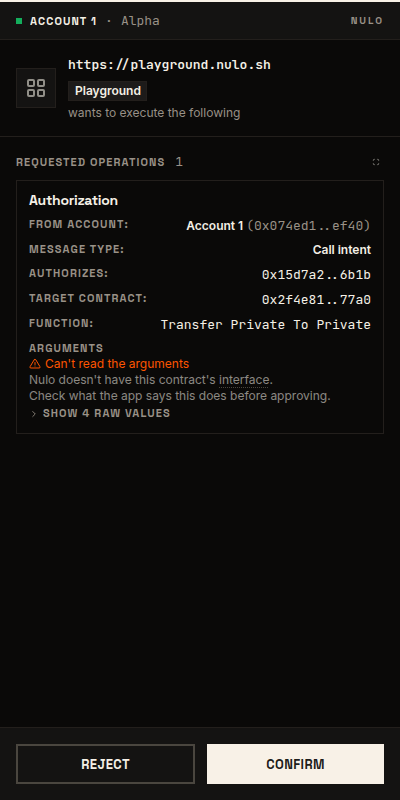 ACCOUNT 1 · Alpha NULO
https://playground.nulo.sh
Playground
wants to execute the following
REQUESTED OPERATIONS 1
Authorization
FROM ACCOUNT: Account 1 (0x074ed1..ef40)
MESSAGE TYPE: Call intent
AUTHORIZES: 0x15d7a2..6b1b
TARGET CONTRACT: 0x2f4e81..77a0
FUNCTION: Transfer Private To Private
ARGUMENTS
Can't read the arguments
Nulo doesn't have this contract's interface.
Check what the app says this does before approving.
SHOW 4 RAW VALUES
REJECT CONFIRM